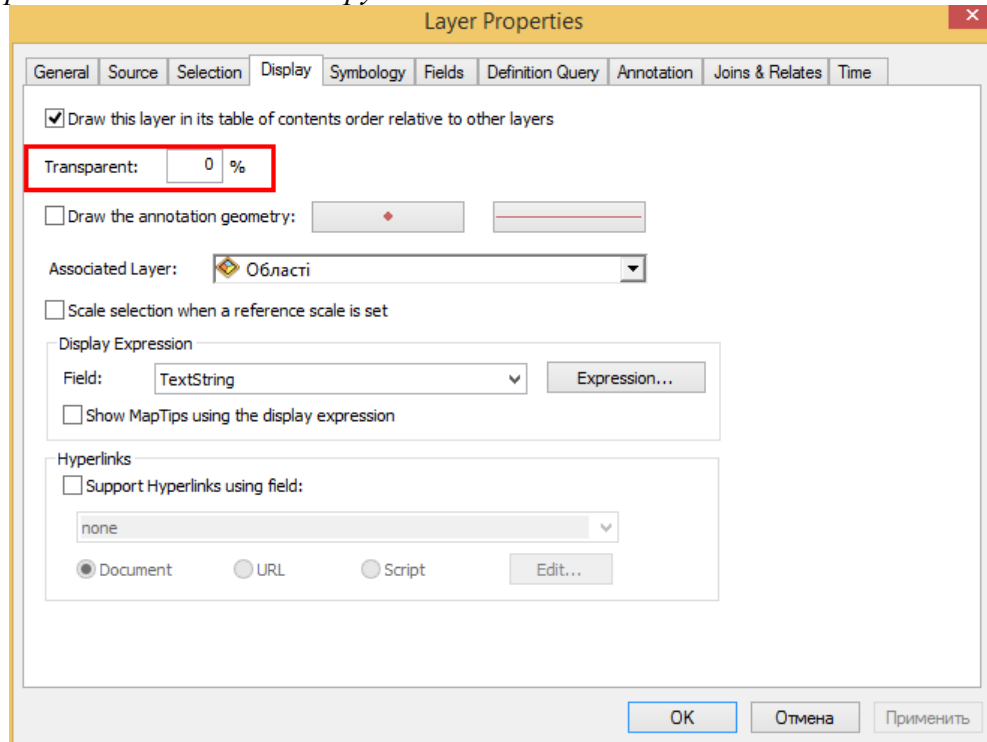 Layer Properties
General Source Selection Display Symbology Fields Definition Query Annotation Joins & Relates Time
Draw this layer in its table of contents order relative to other layers
Transparent: 0 %
Draw the annotation geometry:
Associated Layer: Області
Scale selection when a reference scale is set
Display Expression
Field: TextString Expression...
Show MapTips using the display expression
Hyperlinks
Support Hyperlinks using field:
none
Document URL Script Edit...
OK Отмена Применить